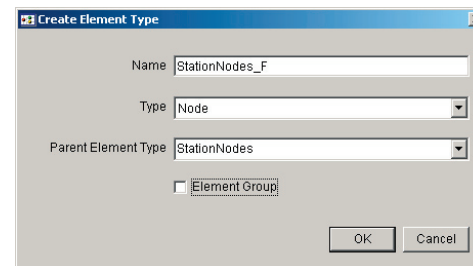 Create Element Type
Name StationNodes_F
Type Node
Parent Element Type StationNodes
Element Group
OK Cancel